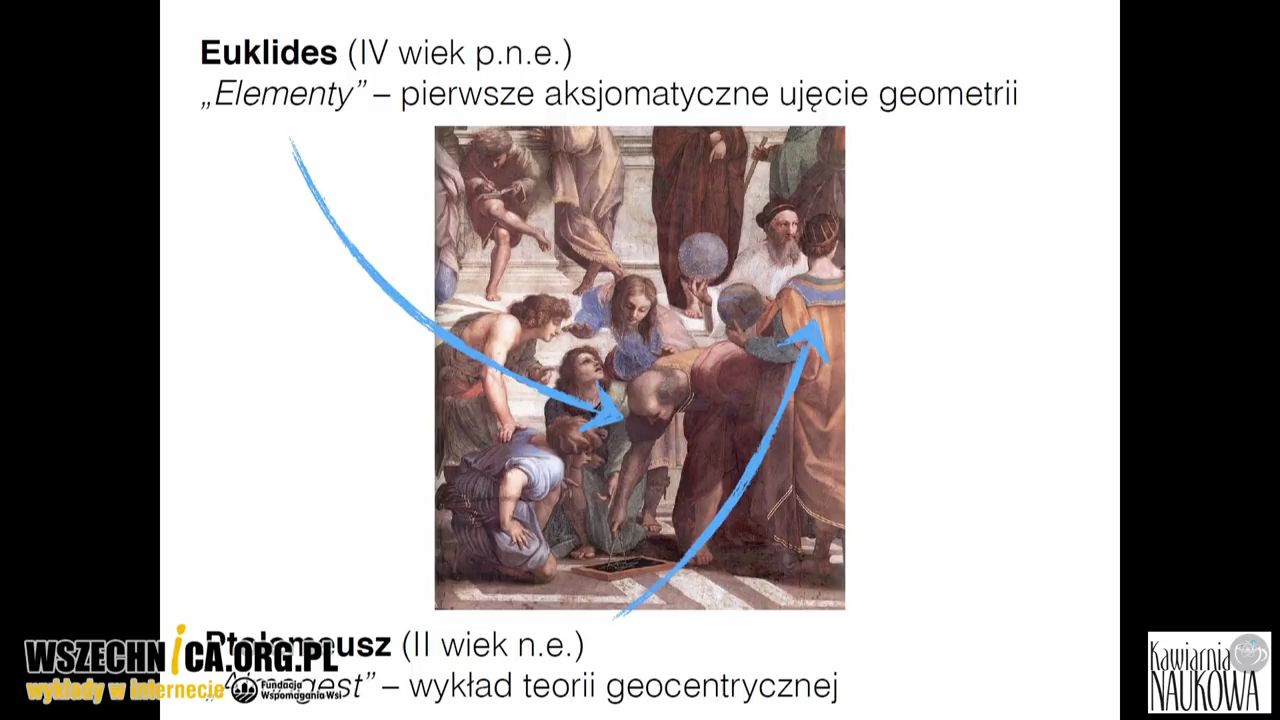 Euklides (IV wiek p.n.e.)
„Elementy” – pierwsze aksjomatyczne ujęcie geometrii
Ptolemeusz (II wiek n.e.)
„Almagest” – wykład teorii geocentrycznej
WSZECHNiCA.ORG.PL
wykłady w internecie
Fundacja
Wspomagania Wsi
Kawiarnia
NAUKOWA